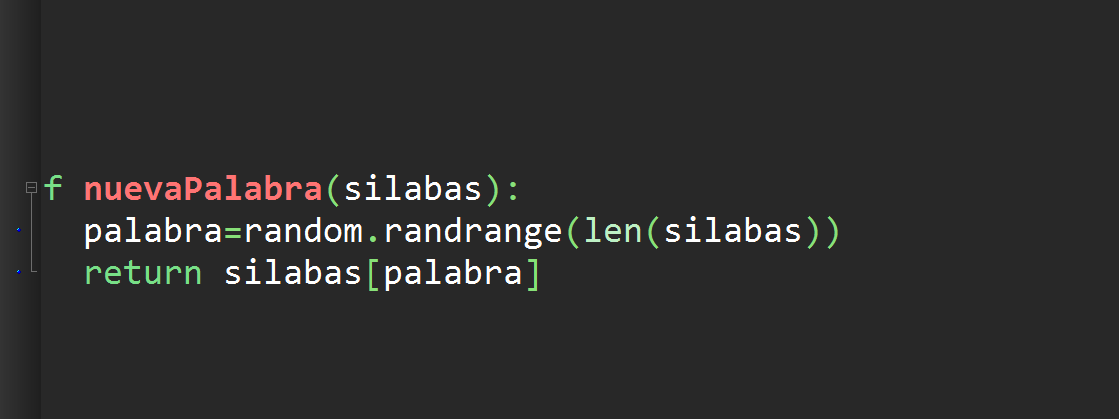 f nuevaPalabra(silabas):
palabra=random.randrange(len(silabas))
return silabas[palabra]